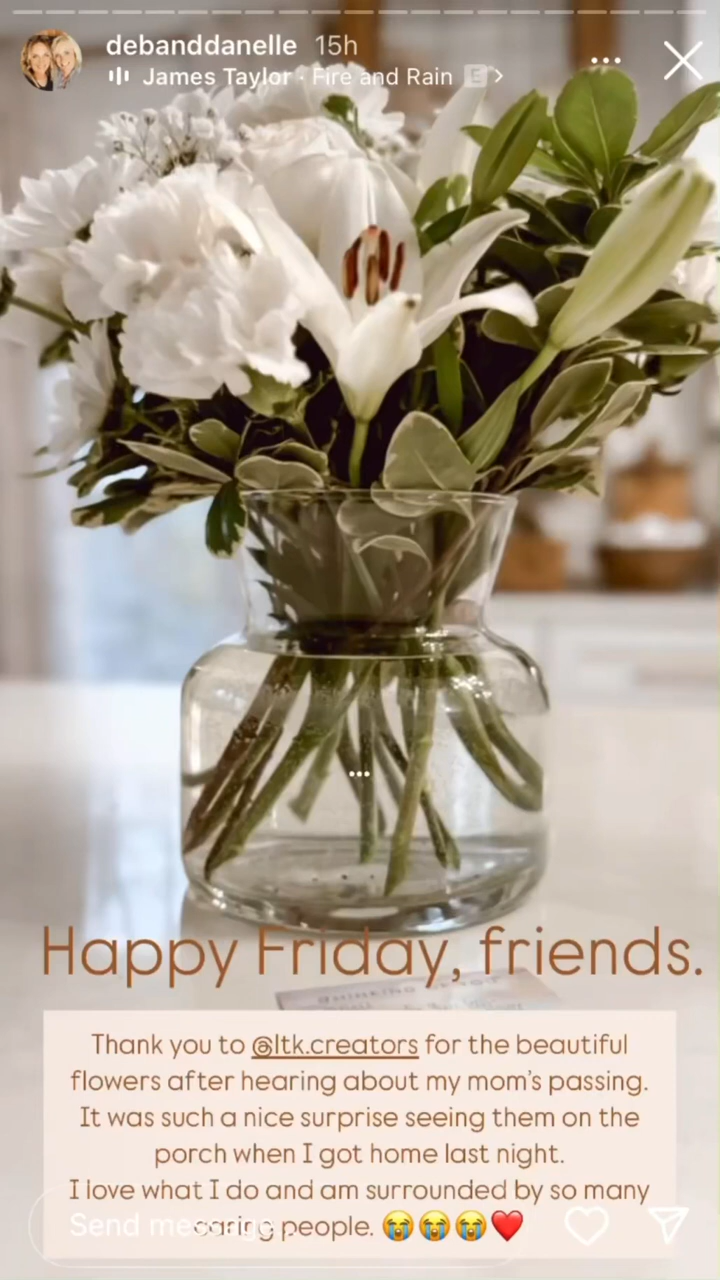 debanddanelle 15h
James Taylor · Fire and Rain E
Happy Friday, friends.
Thank you to @ltk.creators for the beautiful
flowers after hearing about my mom's passing.
It was such a nice surprise seeing them on the
porch when I got home last night.
I love what I do and am surrounded by so many
people. 😭😭😭❤️
Send message